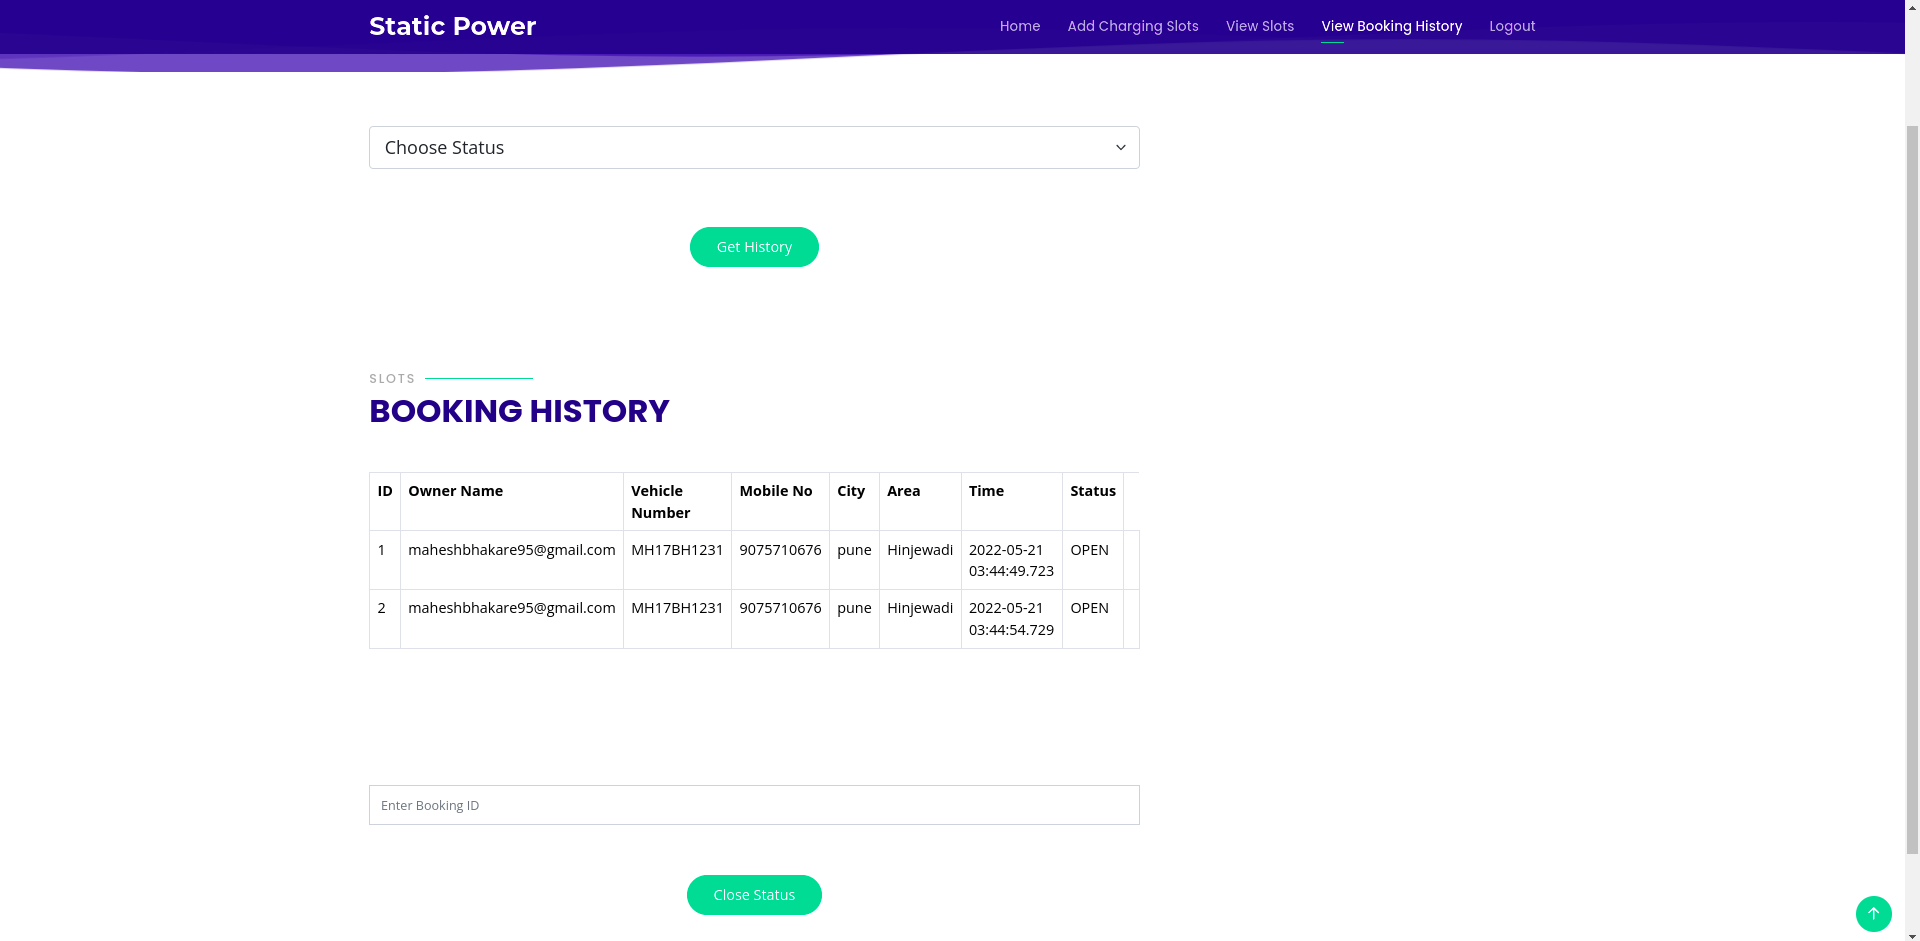 Static Power
Home Add Charging Slots View Slots View Booking History Logout
Choose Status
Get History
SLOTS
BOOKING HISTORY
ID Owner Name Vehicle Number Mobile No City Area Time Status
1 maheshbhakare95@gmail.com MH17BH1231 9075710676 pune Hinjewadi 2022-05-21 03:44:49.723 OPEN
2 maheshbhakare95@gmail.com MH17BH1231 9075710676 pune Hinjewadi 2022-05-21 03:44:54.729 OPEN
Enter Booking ID
Close Status